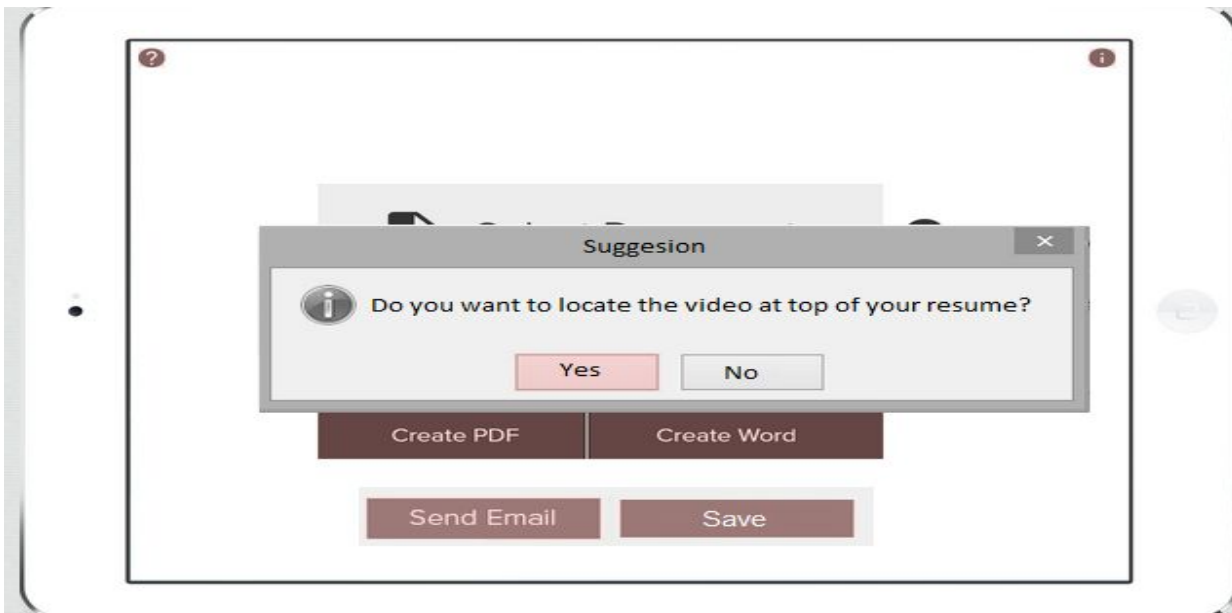 Suggesion
Do you want to locate the video at top of your resume?
Yes No
Create PDF Create Word
Send Email Save